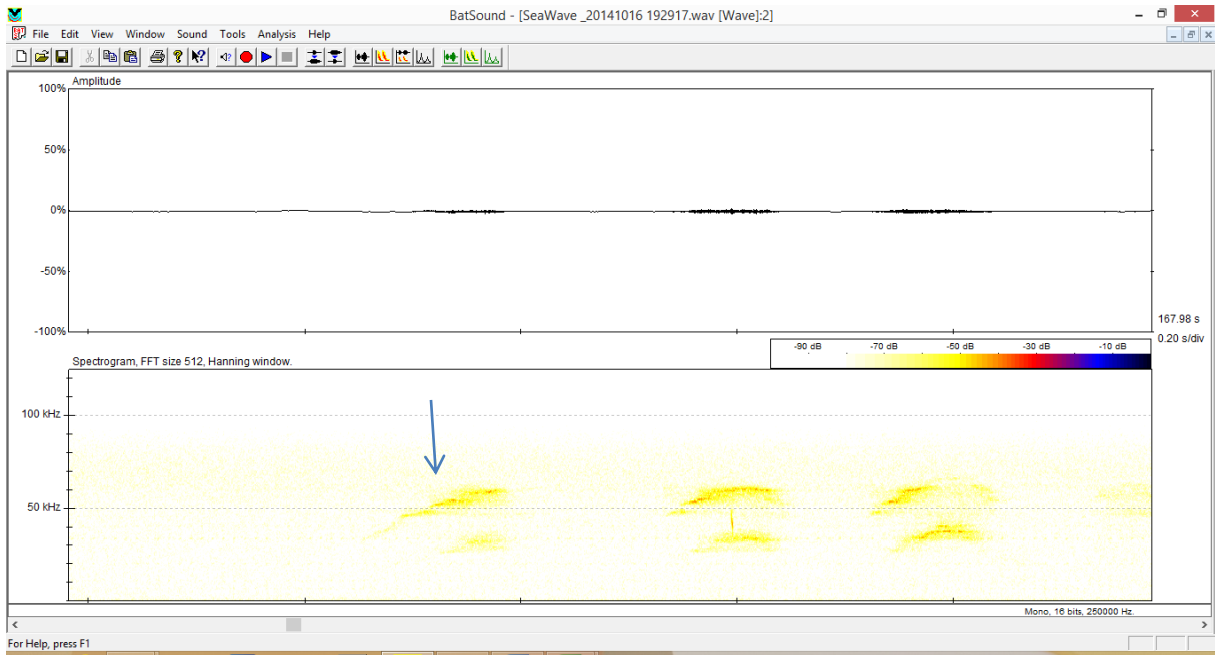 BatSound - [SeaWave _20141016 192917.wav [Wave]:2]
File Edit View Window Sound Tools Analysis Help
Amplitude
100%
50%
0%
-50%
-100%
167.98 s
0.20 s/div
-90 dB -70 dB -50 dB -30 dB -10 dB
Spectrogram, FFT size 512, Hanning window.
100 kHz
50 kHz
Mono, 16 bits, 250000 Hz.
For Help, press F1